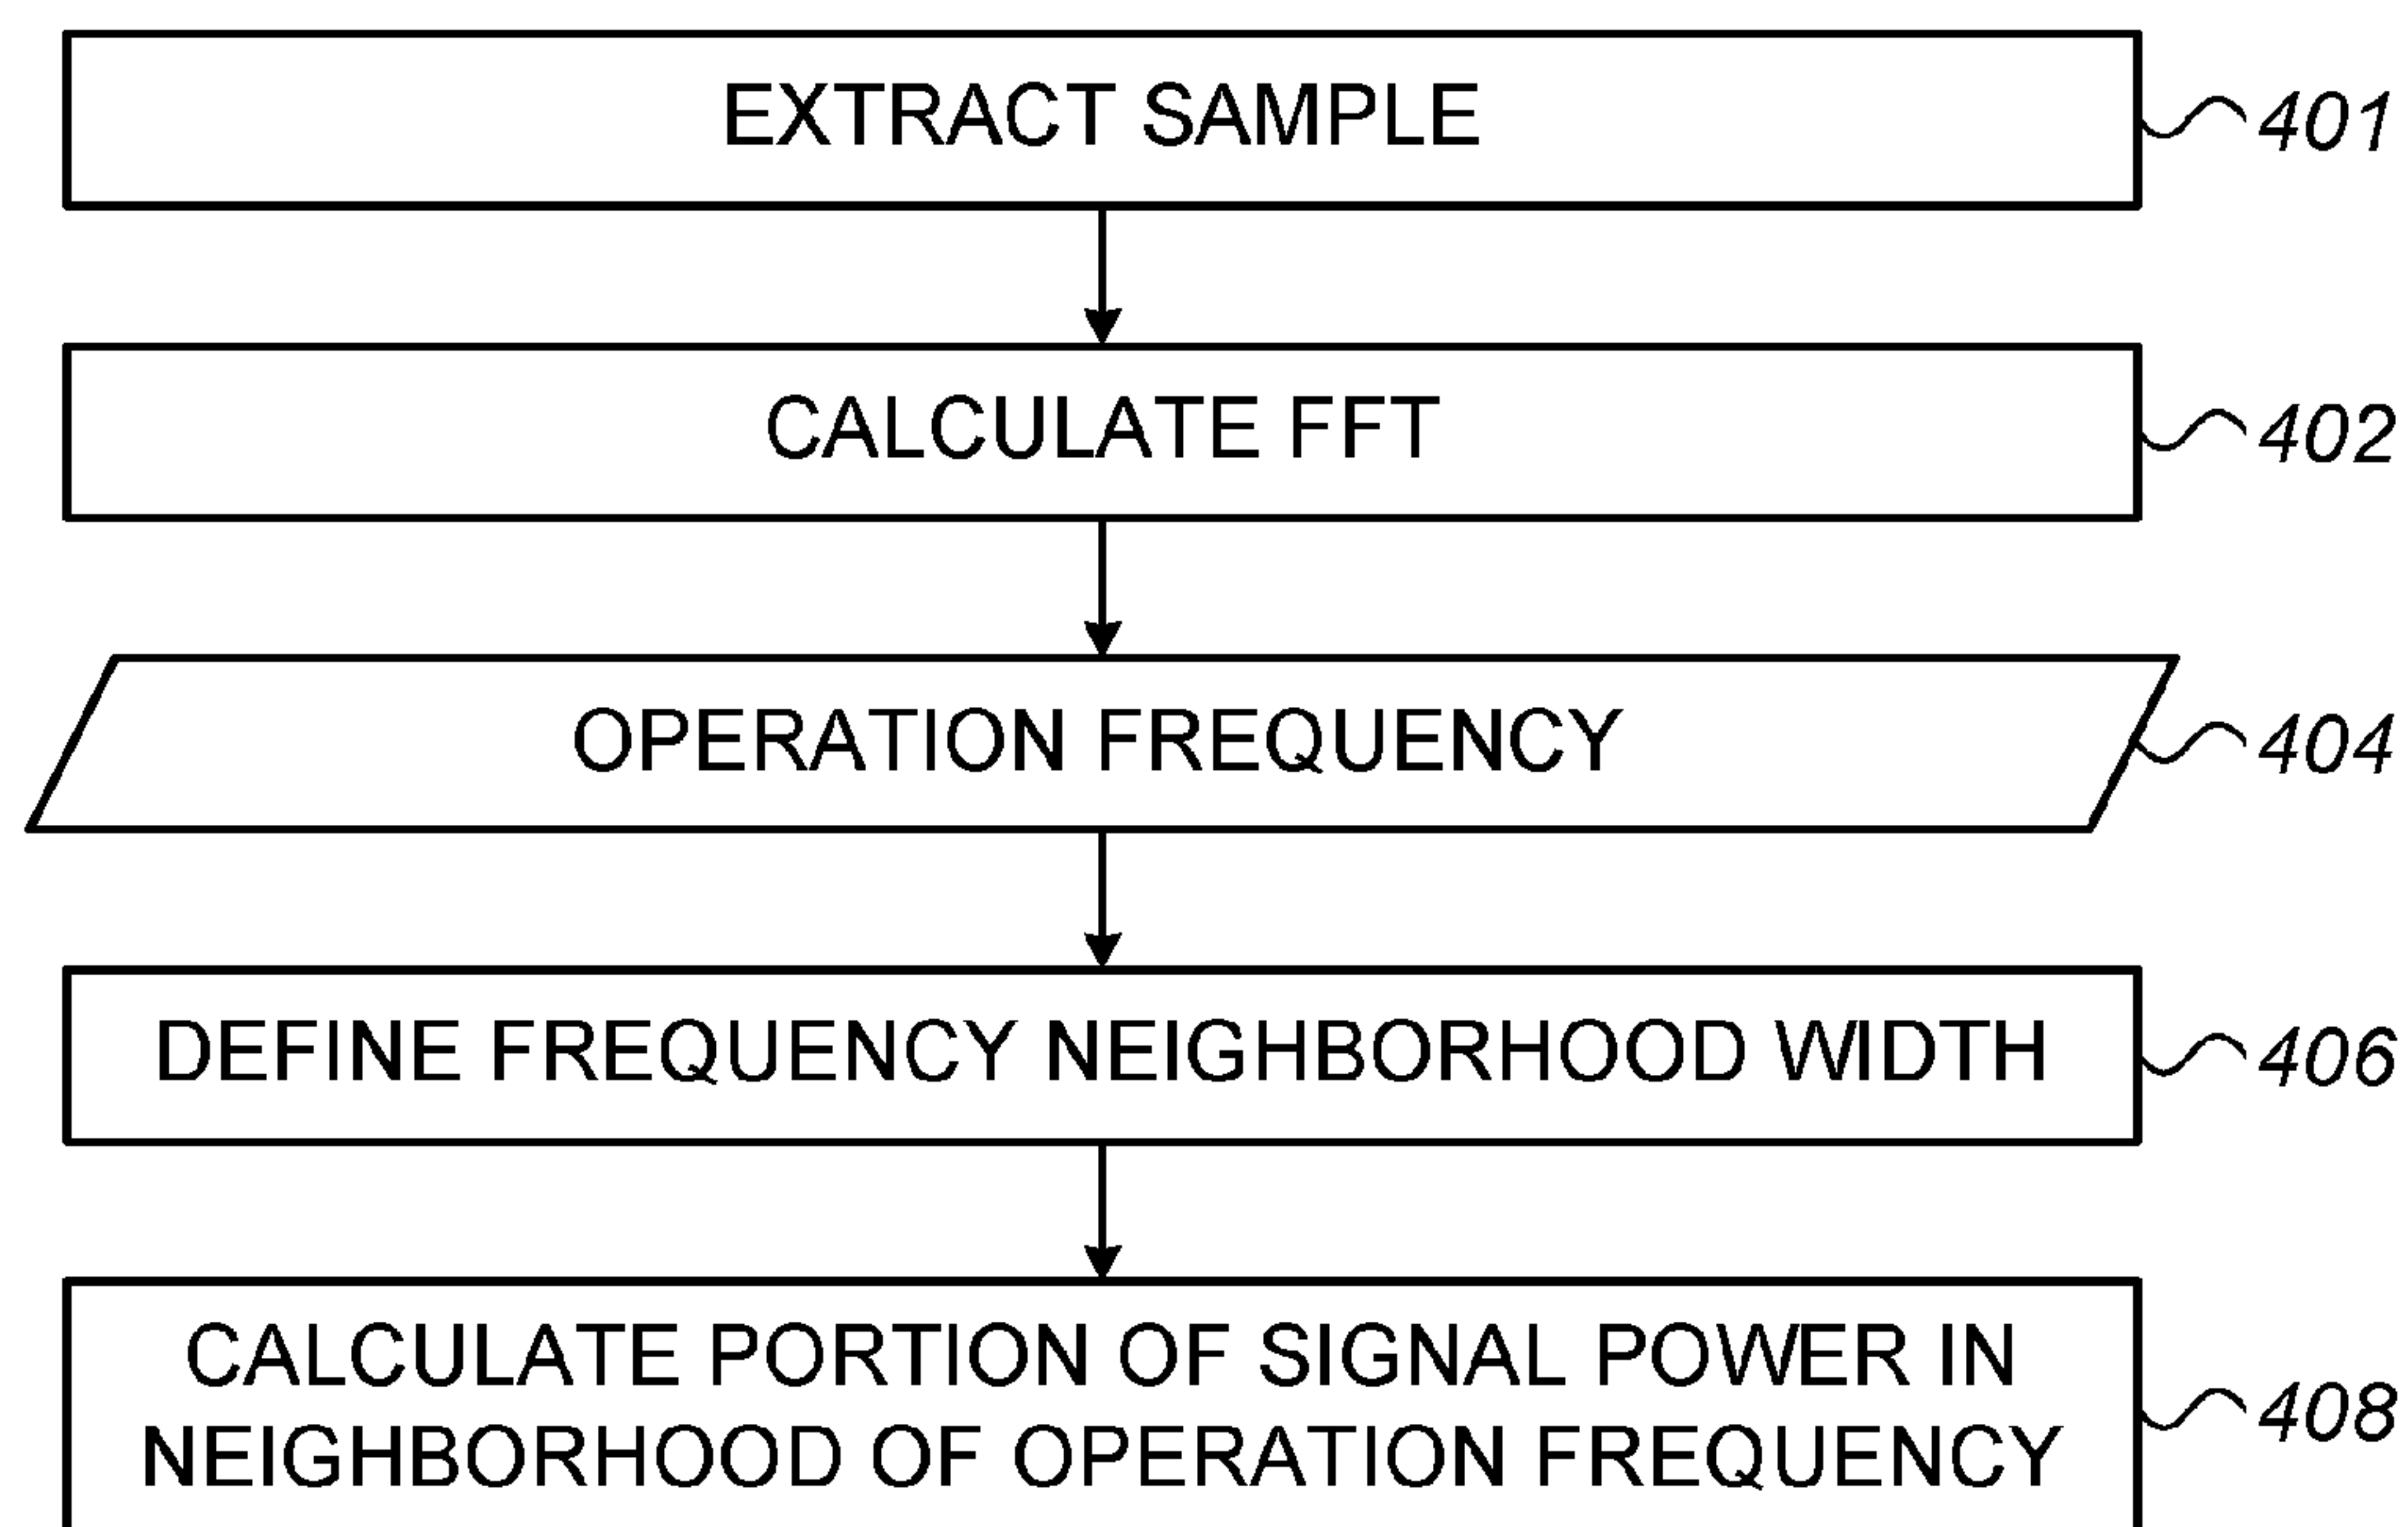 EXTRACT SAMPLE
401
CALCULATE FFT
402
OPERATION FREQUENCY
404
DEFINE FREQUENCY NEIGHBORHOOD WIDTH
406
CALCULATE PORTION OF SIGNAL POWER IN
NEIGHBORHOOD OF OPERATION FREQUENCY
408